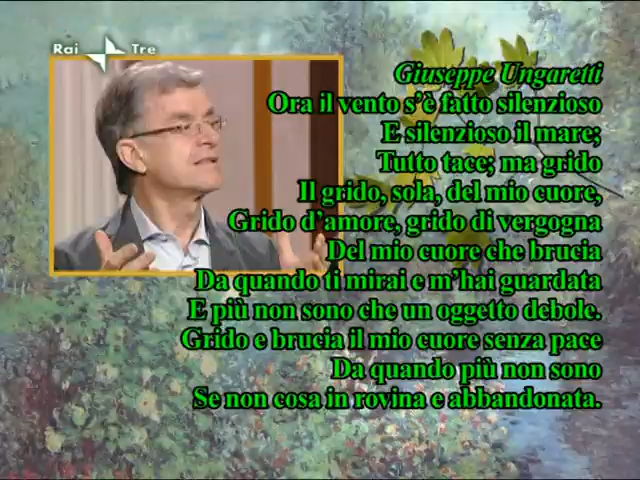 Rai Tre
Giuseppe Ungaretti
Ora il vento s'è fatto silenzioso
E silenzioso il mare;
Tutto tace; ma grido
Il grido, sola, del mio cuore,
Grido d'amore, grido di vergogna
Del mio cuore che brucia
Da quando ti mirai e m'hai guardata
E più non sono che un oggetto debole.
Grido e brucia il mio cuore senza pace
Da quando più non sono
Se non cosa in rovina e abbandonata.